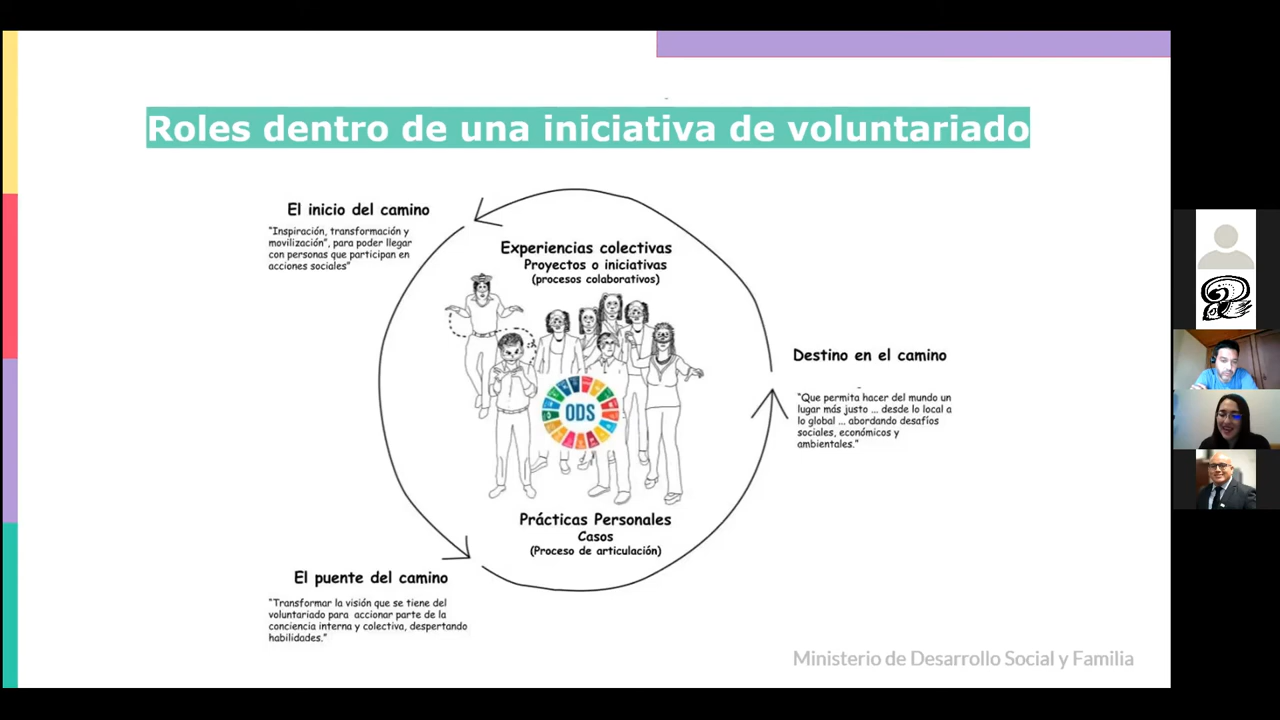 Roles dentro de una iniciativa de voluntariado
El inicio del camino
"Inspiración, transformación y
movilización", para poder llegar
con personas que participan en
acciones sociales"
Experiencias colectivas
Proyectos o iniciativas
(procesos colaborativos)
Destino en el camino
"Que permita hacer del mundo un
lugar más justo ... desde lo local a
lo global ... abordando desafíos
sociales, económicos y
ambientales."
ODS
Prácticas Personales
Casos
(Proceso de articulación)
El puente del camino
"Transformar la visión que se tiene del
voluntariado para accionar parte de la
conciencia interna y colectiva, despertando
habilidades."
Ministerio de Desarrollo Social y Familia